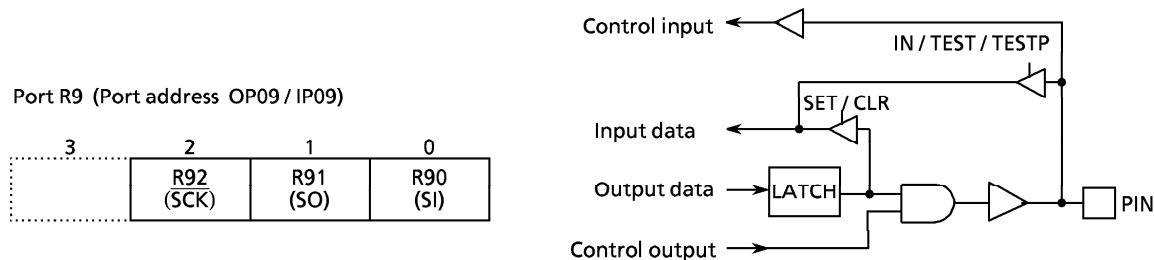 Port R9 (Port address OP09 / IP09)
3 2 1 0
R92 R91 R90
(SCK) (SO) (SI)
Control input
IN / TEST / TESTP
SET / CLR
Input data
Output data
LATCH
PIN
Control output